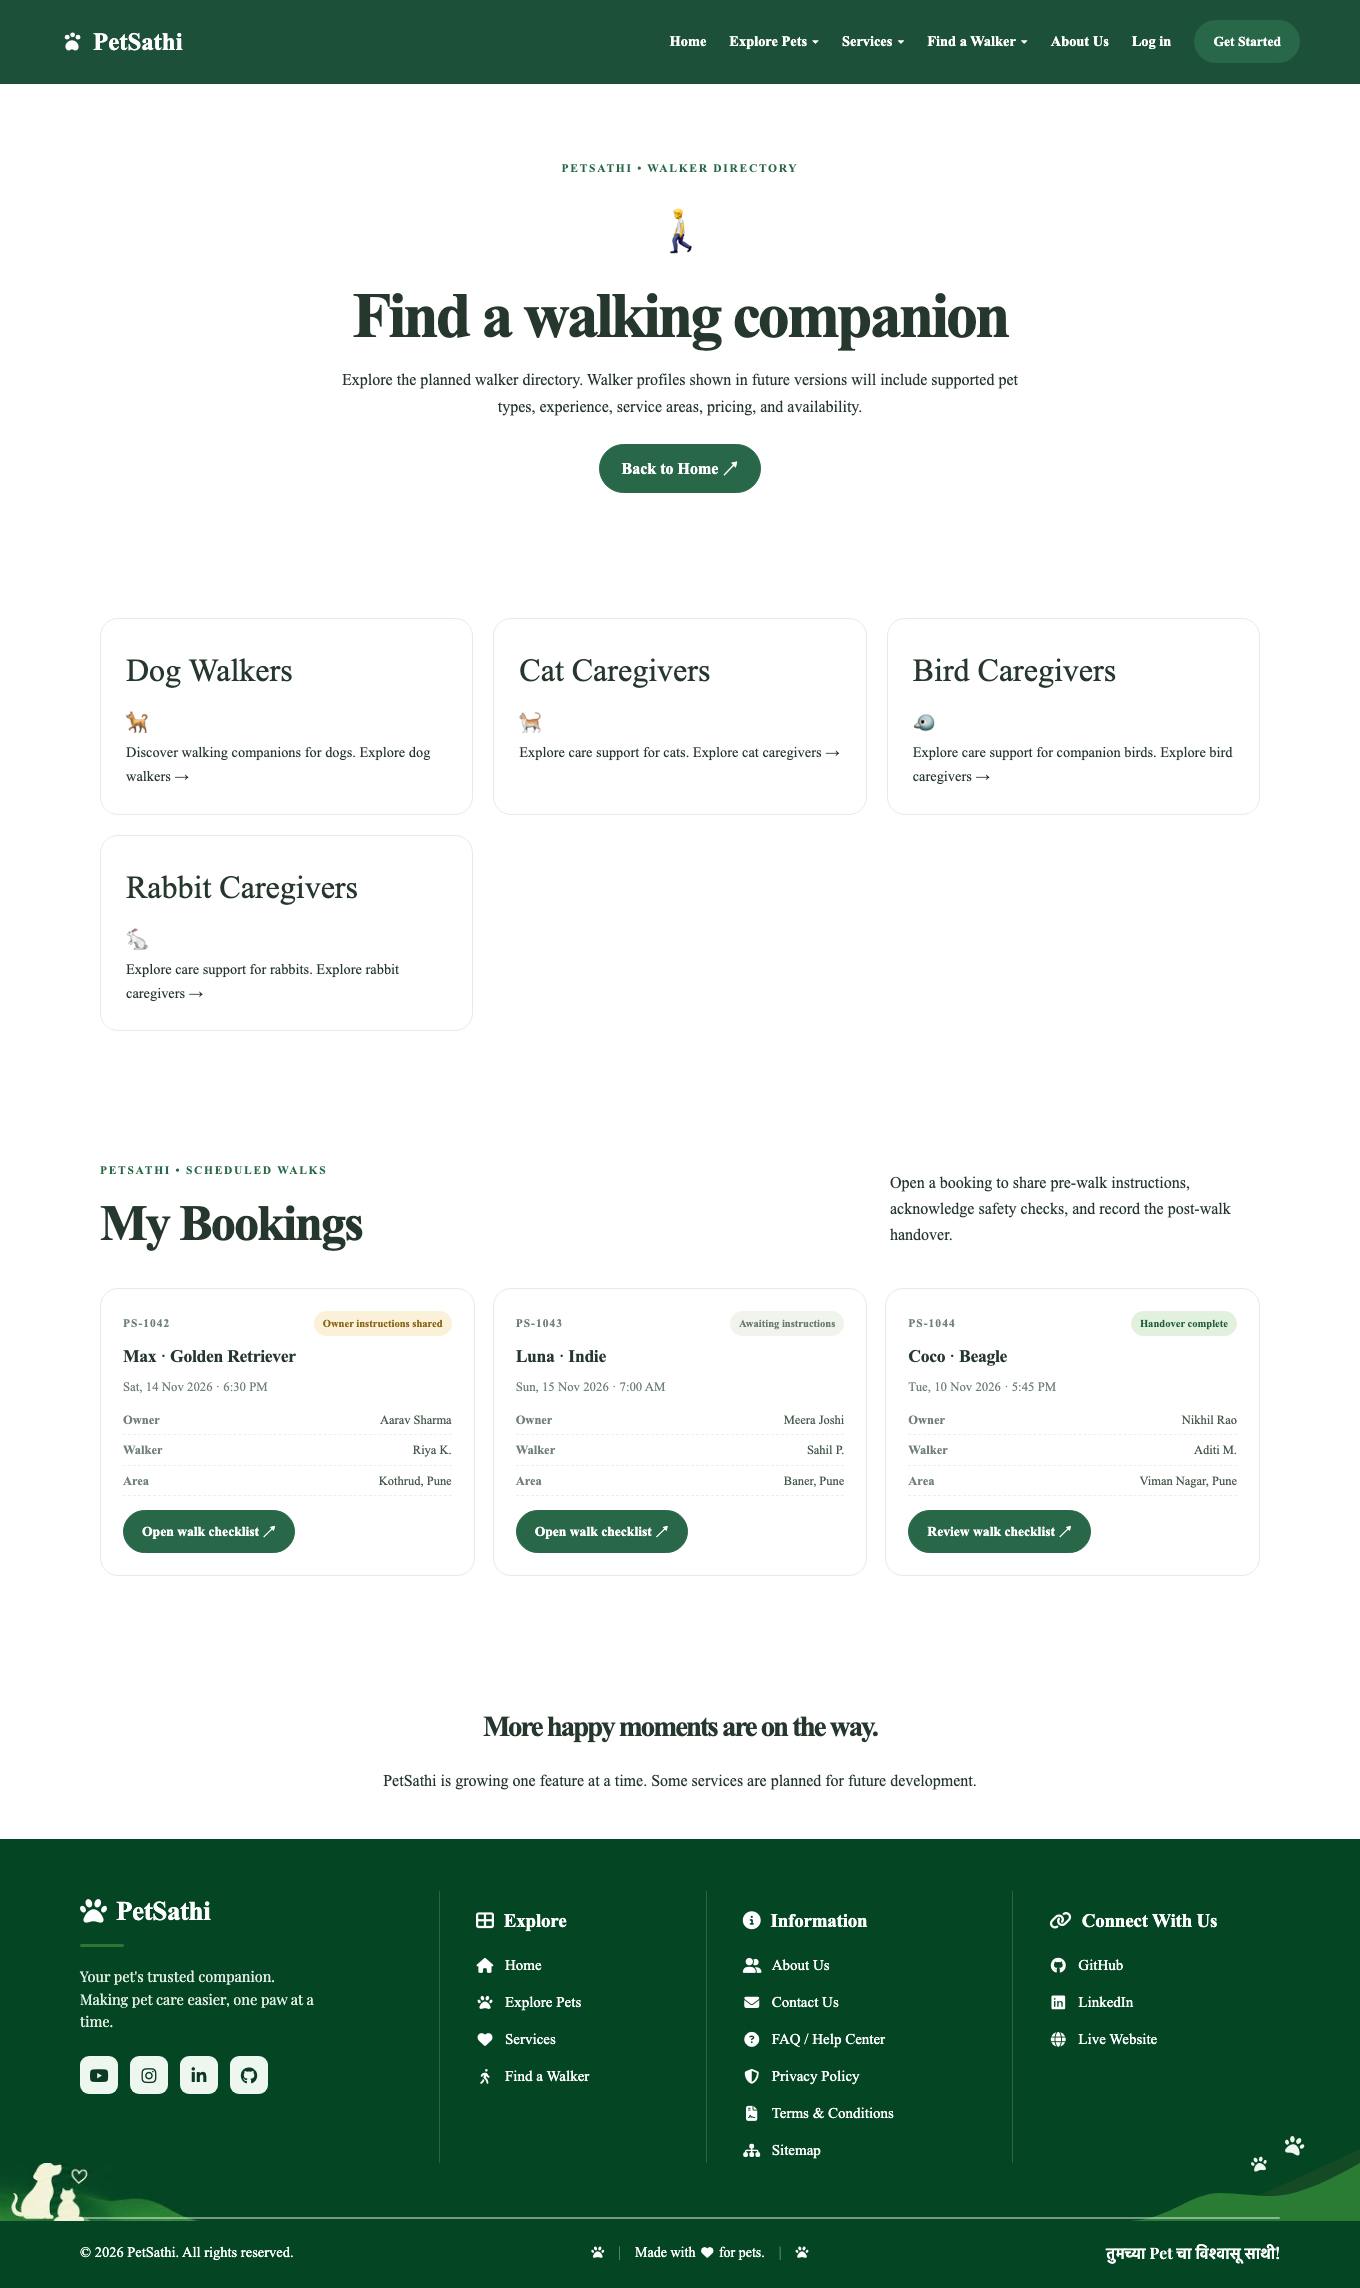 PetSathi
Home Explore Pets Services Find a Walker About Us Log in Get Started
PETSATHI • WALKER DIRECTORY
Find a walking companion
Explore the planned walker directory. Walker profiles shown in future versions will include supported pet
types, experience, service areas, pricing, and availability.
Back to Home ↗
Dog Walkers
Discover walking companions for dogs. Explore dog
walkers →
Cat Caregivers
Explore care support for cats. Explore cat caregivers →
Bird Caregivers
Explore care support for companion birds. Explore bird
caregivers →
Rabbit Caregivers
Explore care support for rabbits. Explore rabbit
caregivers →
PETSATHI • SCHEDULED WALKS
My Bookings
Open a booking to share pre-walk instructions,
acknowledge safety checks, and record the post-walk
handover.
PS-1042 Owner instructions shared
Max · Golden Retriever
Sat, 14 Nov 2026 · 6:30 PM
Owner Aarav Sharma
Walker Riya K.
Area Kothrud, Pune
Open walk checklist ↗
PS-1043 Awaiting instructions
Luna · Indie
Sun, 15 Nov 2026 · 7:00 AM
Owner Meera Joshi
Walker Sahil P.
Area Baner, Pune
Open walk checklist ↗
PS-1044 Handover complete
Coco · Beagle
Tue, 10 Nov 2026 · 5:45 PM
Owner Nikhil Rao
Walker Aditi M.
Area Viman Nagar, Pune
Review walk checklist ↗
More happy moments are on the way.
PetSathi is growing one feature at a time. Some services are planned for future development.
PetSathi
Your pet's trusted companion.
Making pet care easier, one paw at a
time.
Explore
Home
Explore Pets
Services
Find a Walker
Information
About Us
Contact Us
FAQ / Help Center
Privacy Policy
Terms & Conditions
Sitemap
Connect With Us
GitHub
LinkedIn
Live Website
© 2026 PetSathi. All rights reserved.
| Made with ♥ for pets. |
तुमच्या Pet चा विश्वासू साथी!